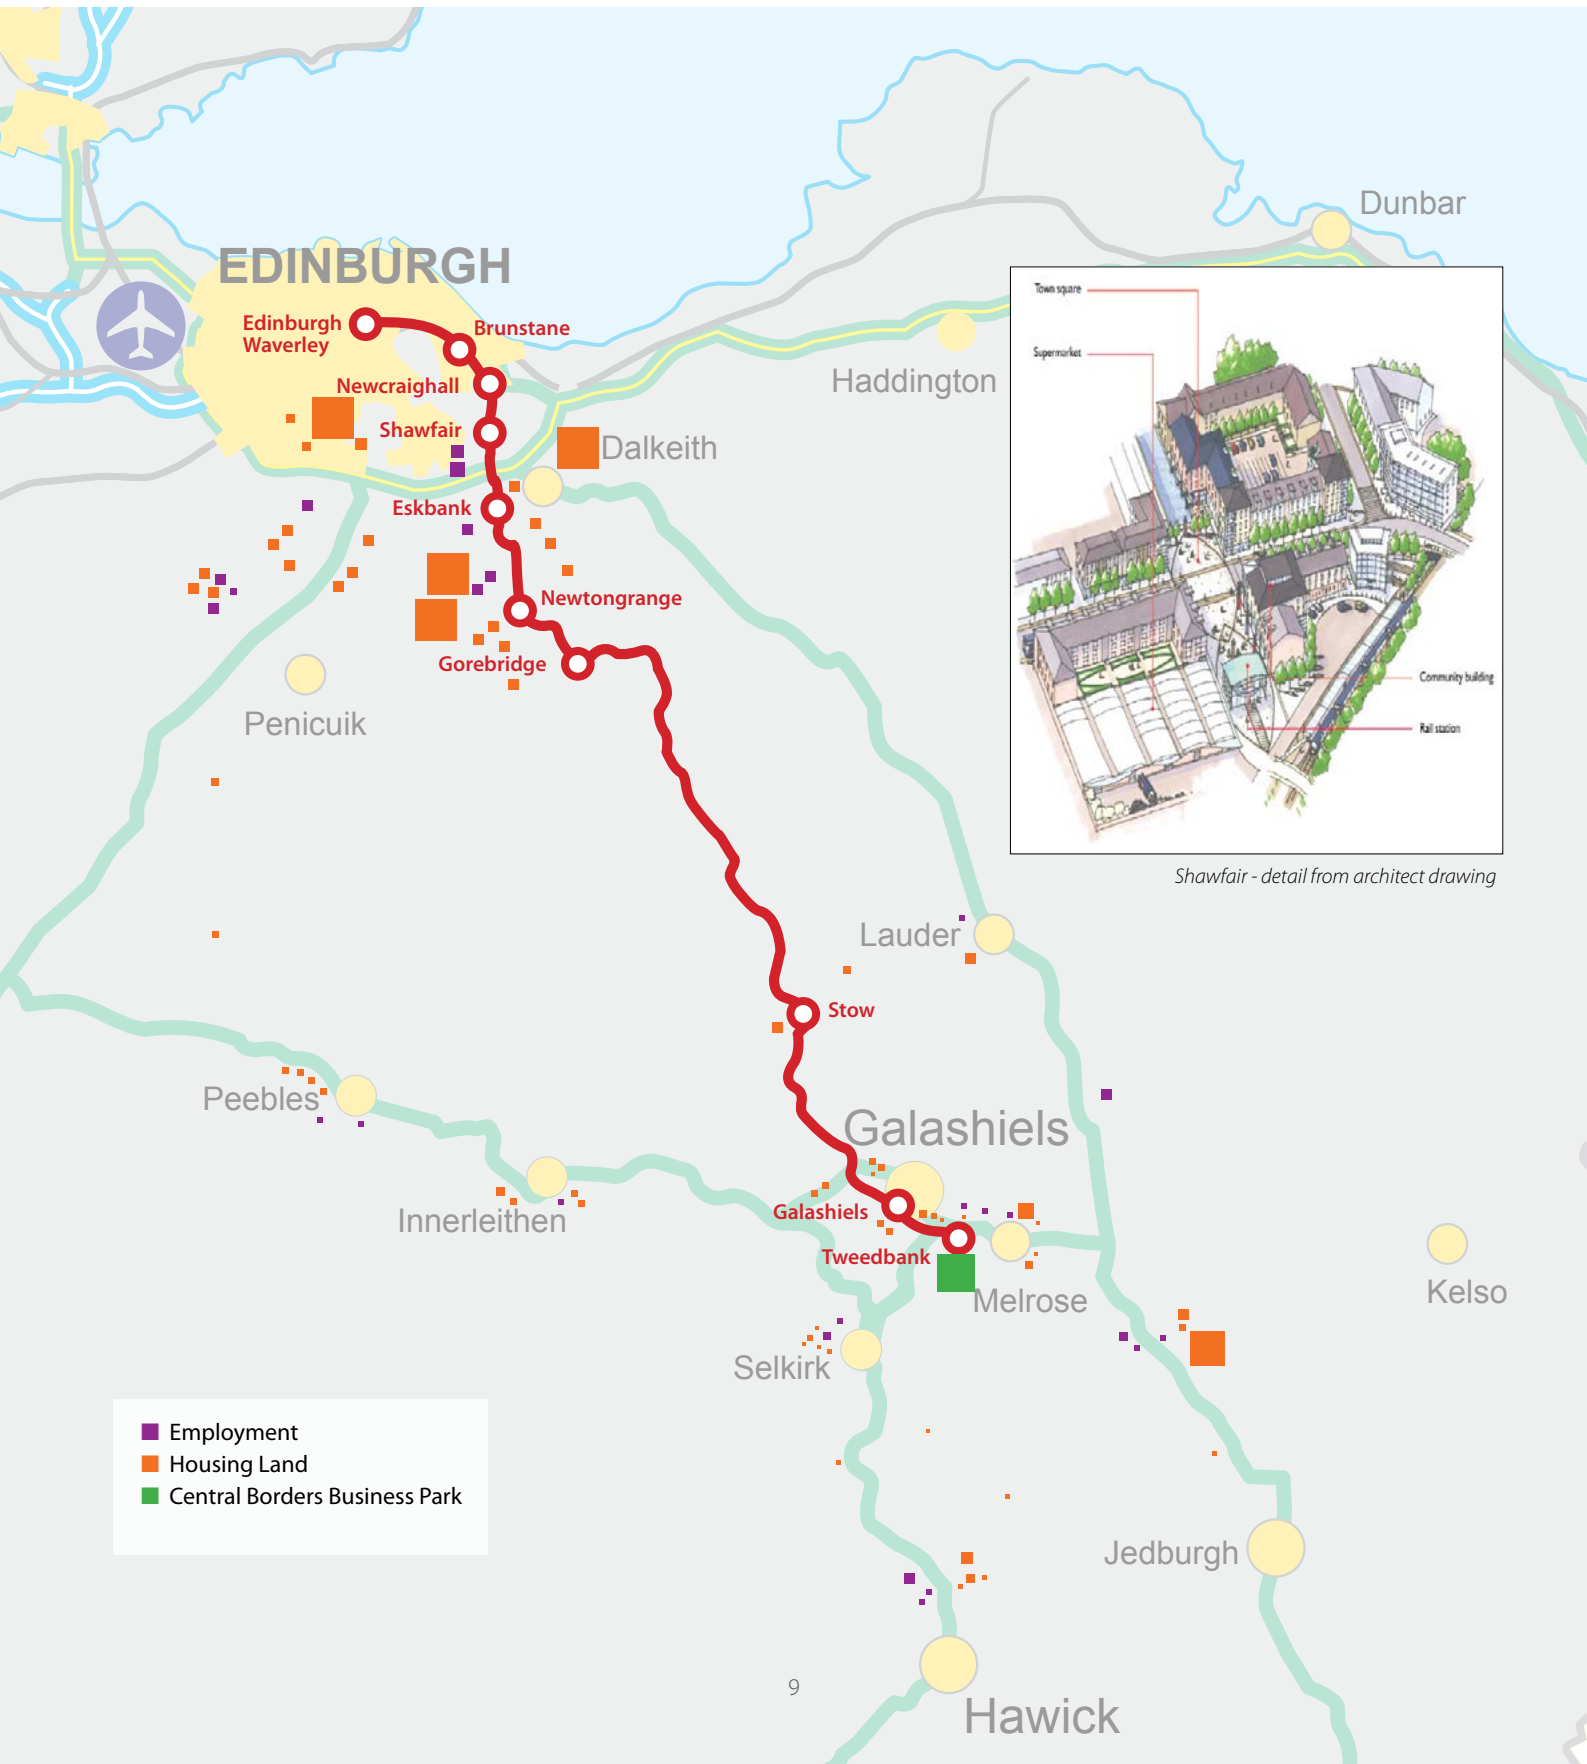 Dunbar
EDINBURGH
Town square
Edinburgh
Waverley
Brunstane
Supermarket
Haddington
Newcraighall
Shawfair
Dalkeith
Eskbank
Newtongrange
Gorebridge
Community building
Penicuik
Rail station
Shawfair - detail from architect drawing
Lauder
Stow
Peebles
Galashiels
Innerleithen
Galashiels
Tweedbank
Melrose
Kelso
Selkirk
Employment
Housing Land
Central Borders Business Park
Jedburgh
9
Hawick